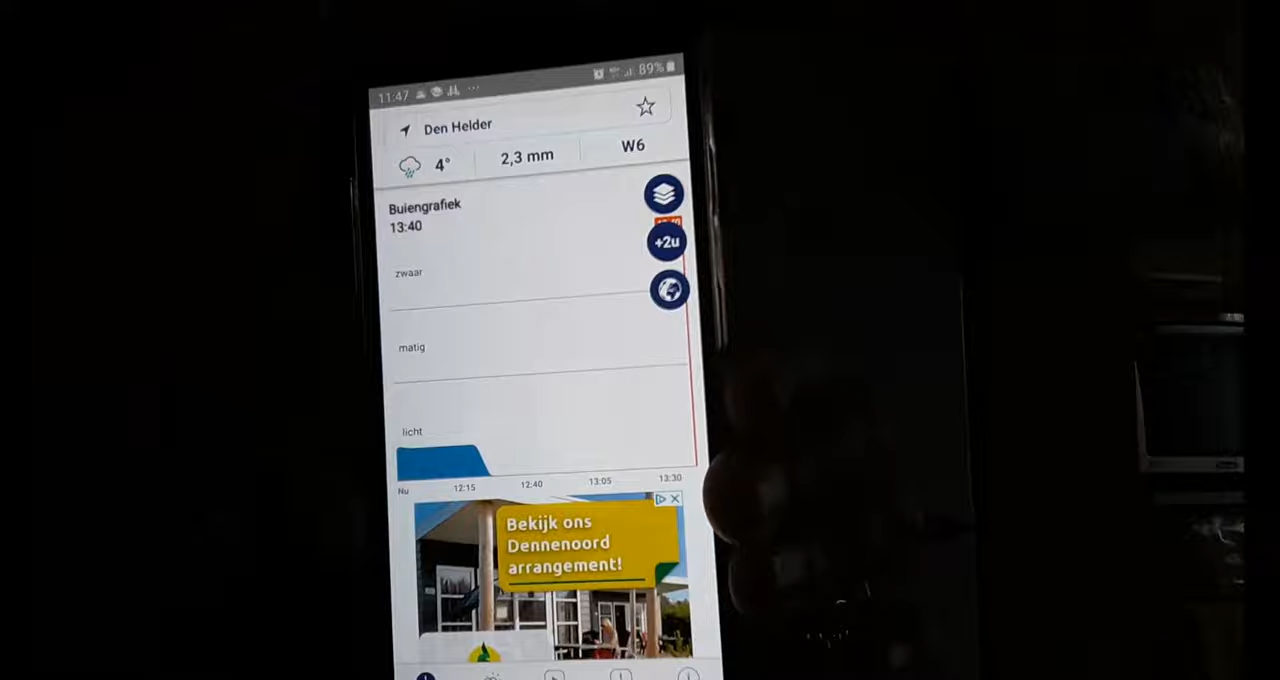 11:47
89%
Den Helder
4°
2,3 mm
W6
Buiengrafiek
13:40
+2u
zwaar
matig
licht
Nu
12:15
12:40
13:05
13:30
Bekijk ons
Dennenoord
arrangement!